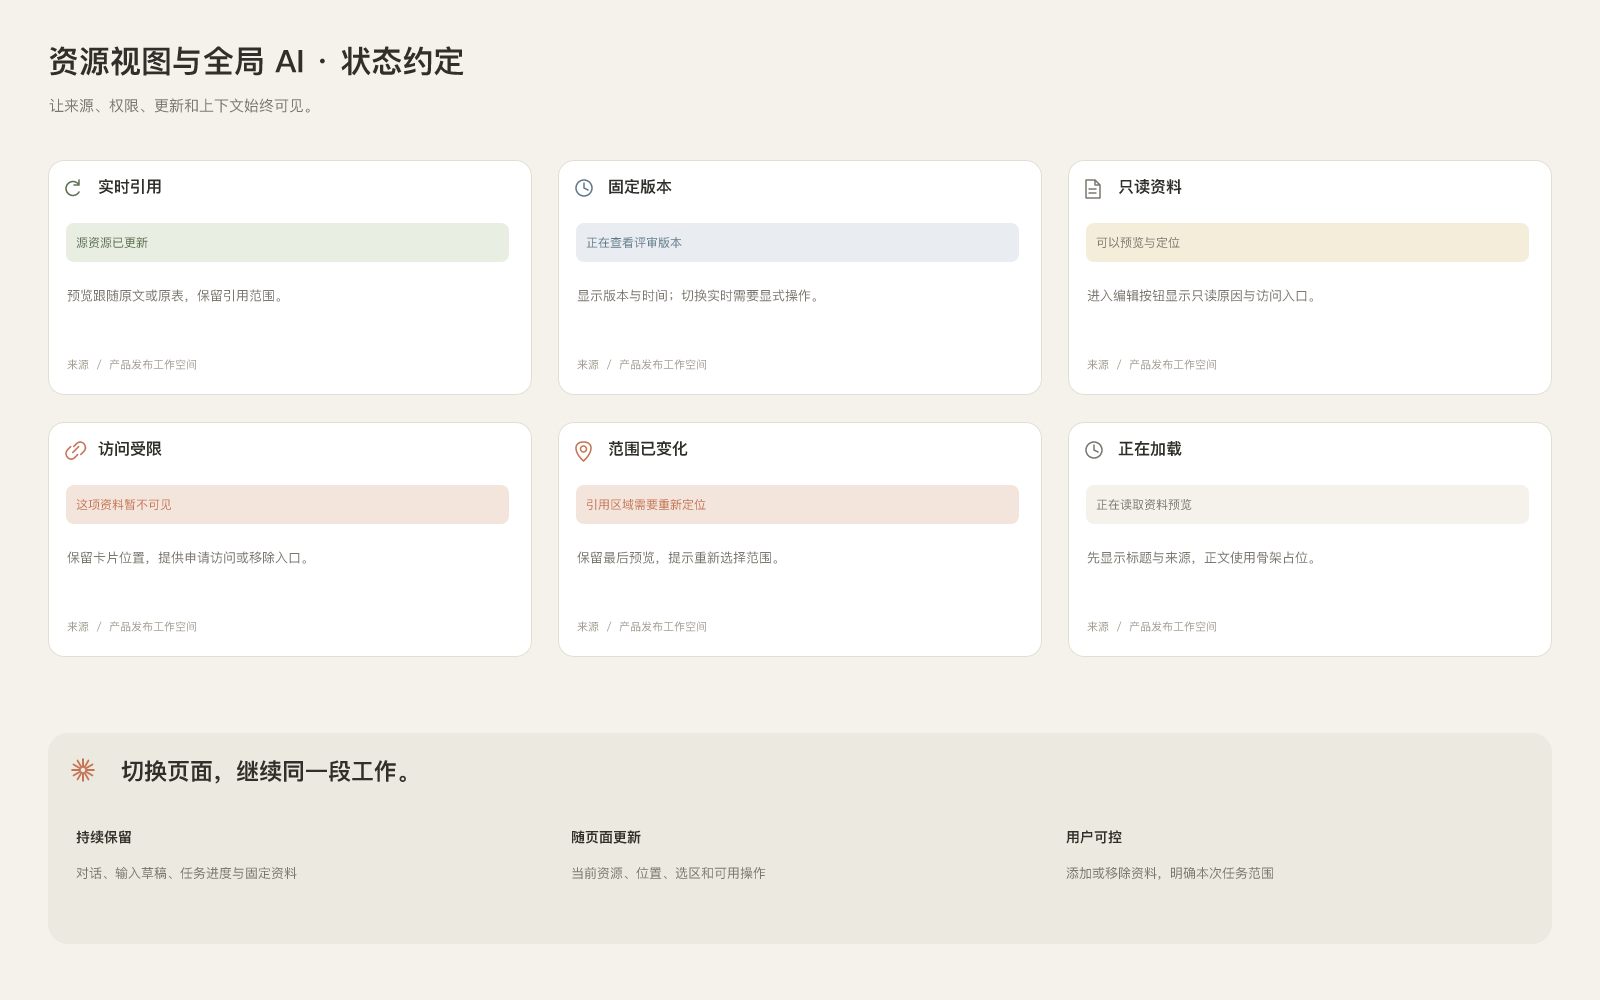 资源视图与全局 AI · 状态约定
让来源、权限、更新和上下文始终可见。
实时引用
源资源已更新
预览跟随原文或原表，保留引用范围。
来源 / 产品发布工作空间
固定版本
正在查看评审版本
显示版本与时间；切换实时需要显式操作。
来源 / 产品发布工作空间
只读资料
可以预览与定位
进入编辑按钮显示只读原因与访问入口。
来源 / 产品发布工作空间
访问受限
这项资料暂不可见
保留卡片位置，提供申请访问或移除入口。
来源 / 产品发布工作空间
范围已变化
引用区域需要重新定位
保留最后预览，提示重新选择范围。
来源 / 产品发布工作空间
正在加载
正在读取资料预览
先显示标题与来源，正文使用骨架占位。
来源 / 产品发布工作空间
切换页面，继续同一段工作。
持续保留
对话、输入草稿、任务进度与固定资料
随页面更新
当前资源、位置、选区和可用操作
用户可控
添加或移除资料，明确本次任务范围